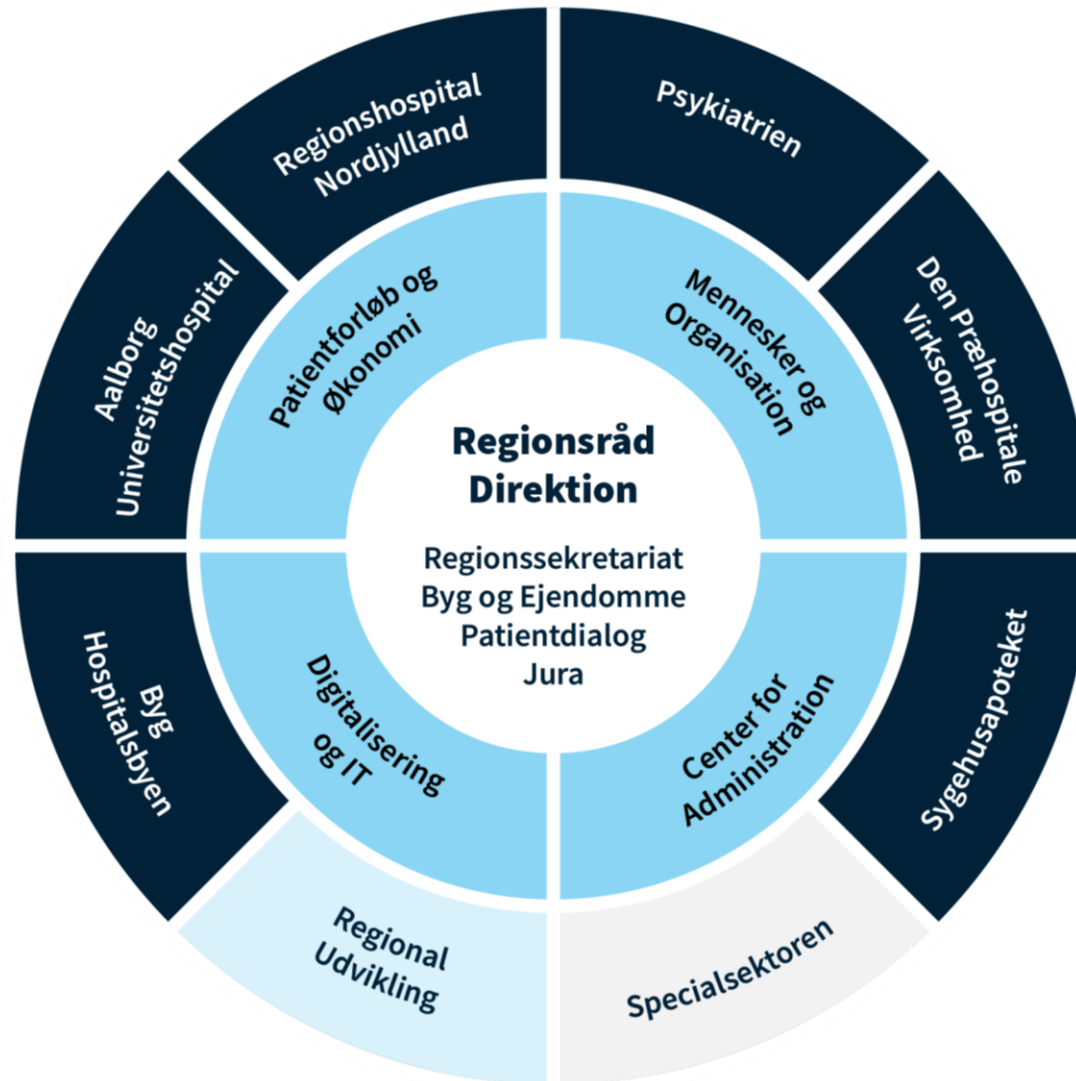 Regionshospital
Nordjylland
Psykiatrien
Den Præhospitale
Virksomhed
Sygehusapoteket
Specialsektoren
Regional
Udvikling
Byg
Hospitalsbyen
Aalborg
Universitetshospital
Patientforløb og
Økonomi
Mennesker og
Organisation
Center for
Administration
Digitalisering
og IT
Regionsråd
Direktion
Regionssekretariat
Byg og Ejendomme
Patientdialog
Jura